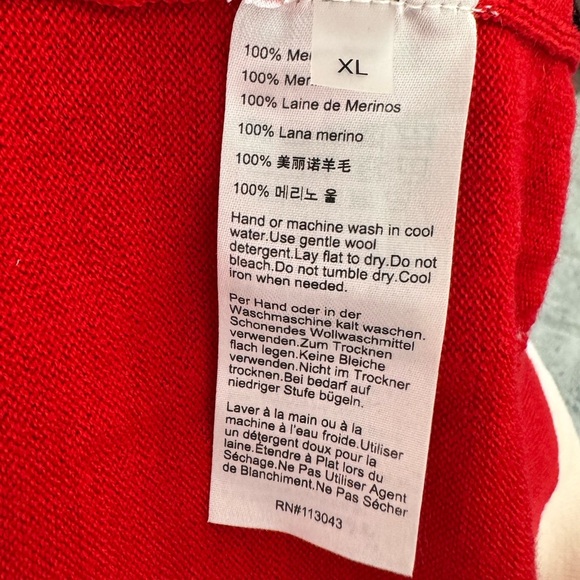 XL
100% Me
100% Mer
100% Laine de Merinos
100% Lana merino
100% 美丽诺羊毛
100% 메리노 울
Hand or machine wash in cool
water.Use gentle wool
detergent.Lay flat to dry.Do not
bleach.Do not tumble dry.Cool
iron when needed.
Per Hand oder in der
Waschmaschine kalt waschen.
Schonendes Wollwaschmittel
verwenden.Zum Trocknen
flach legen.Keine Bleiche
verwenden.Nicht im Trockner
trocknen.Bei bedarf auf
niedriger Stufe bügeln.
Laver à la main ou à la
machine à l'eau froide.Utiliser
un détergent doux pour la
laine.Étendre à Plat lors du
Séchage.Ne Pas Utiliser Agent
de Blanchiment.Ne Pas Sécher
RN#113043